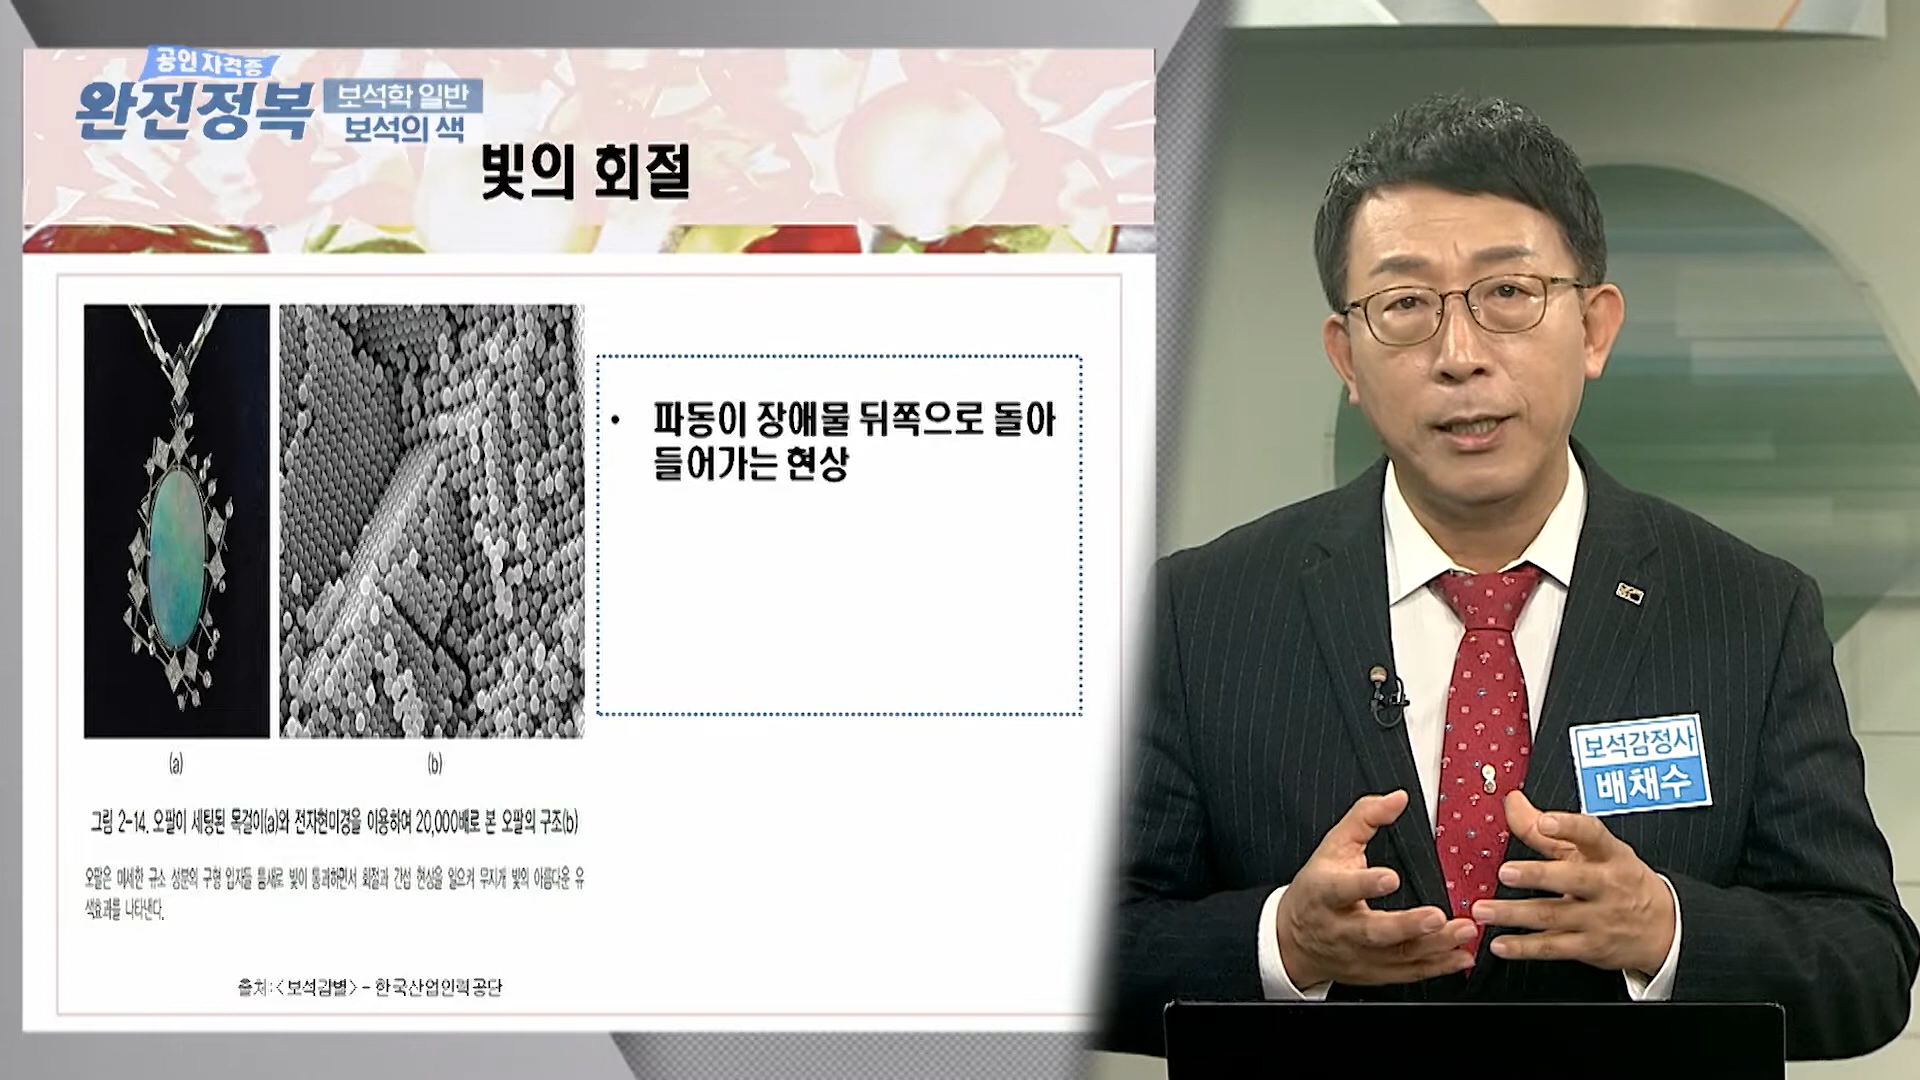 공인 자격증
완전정복
보석학 일반
보석의 색
빛의 회절
• 파동이 장애물 뒤쪽으로 돌아
들어가는 현상
(a)
(b)
그림 2-14. 오팔이 세팅된 목걸이(a)와 전자현미경을 이용하여 20,000배로 본 오팔의 구조(b)
오팔은 미세한 규소 성분의 구형 입자들 틈새로 빛이 통과하면서 회절과 간섭 현상을 일으켜 무지개 빛의 아름다운 유
색효과를 나타낸다.
출처:<보석감별> - 한국산업인력공단
보석감정사
배채수